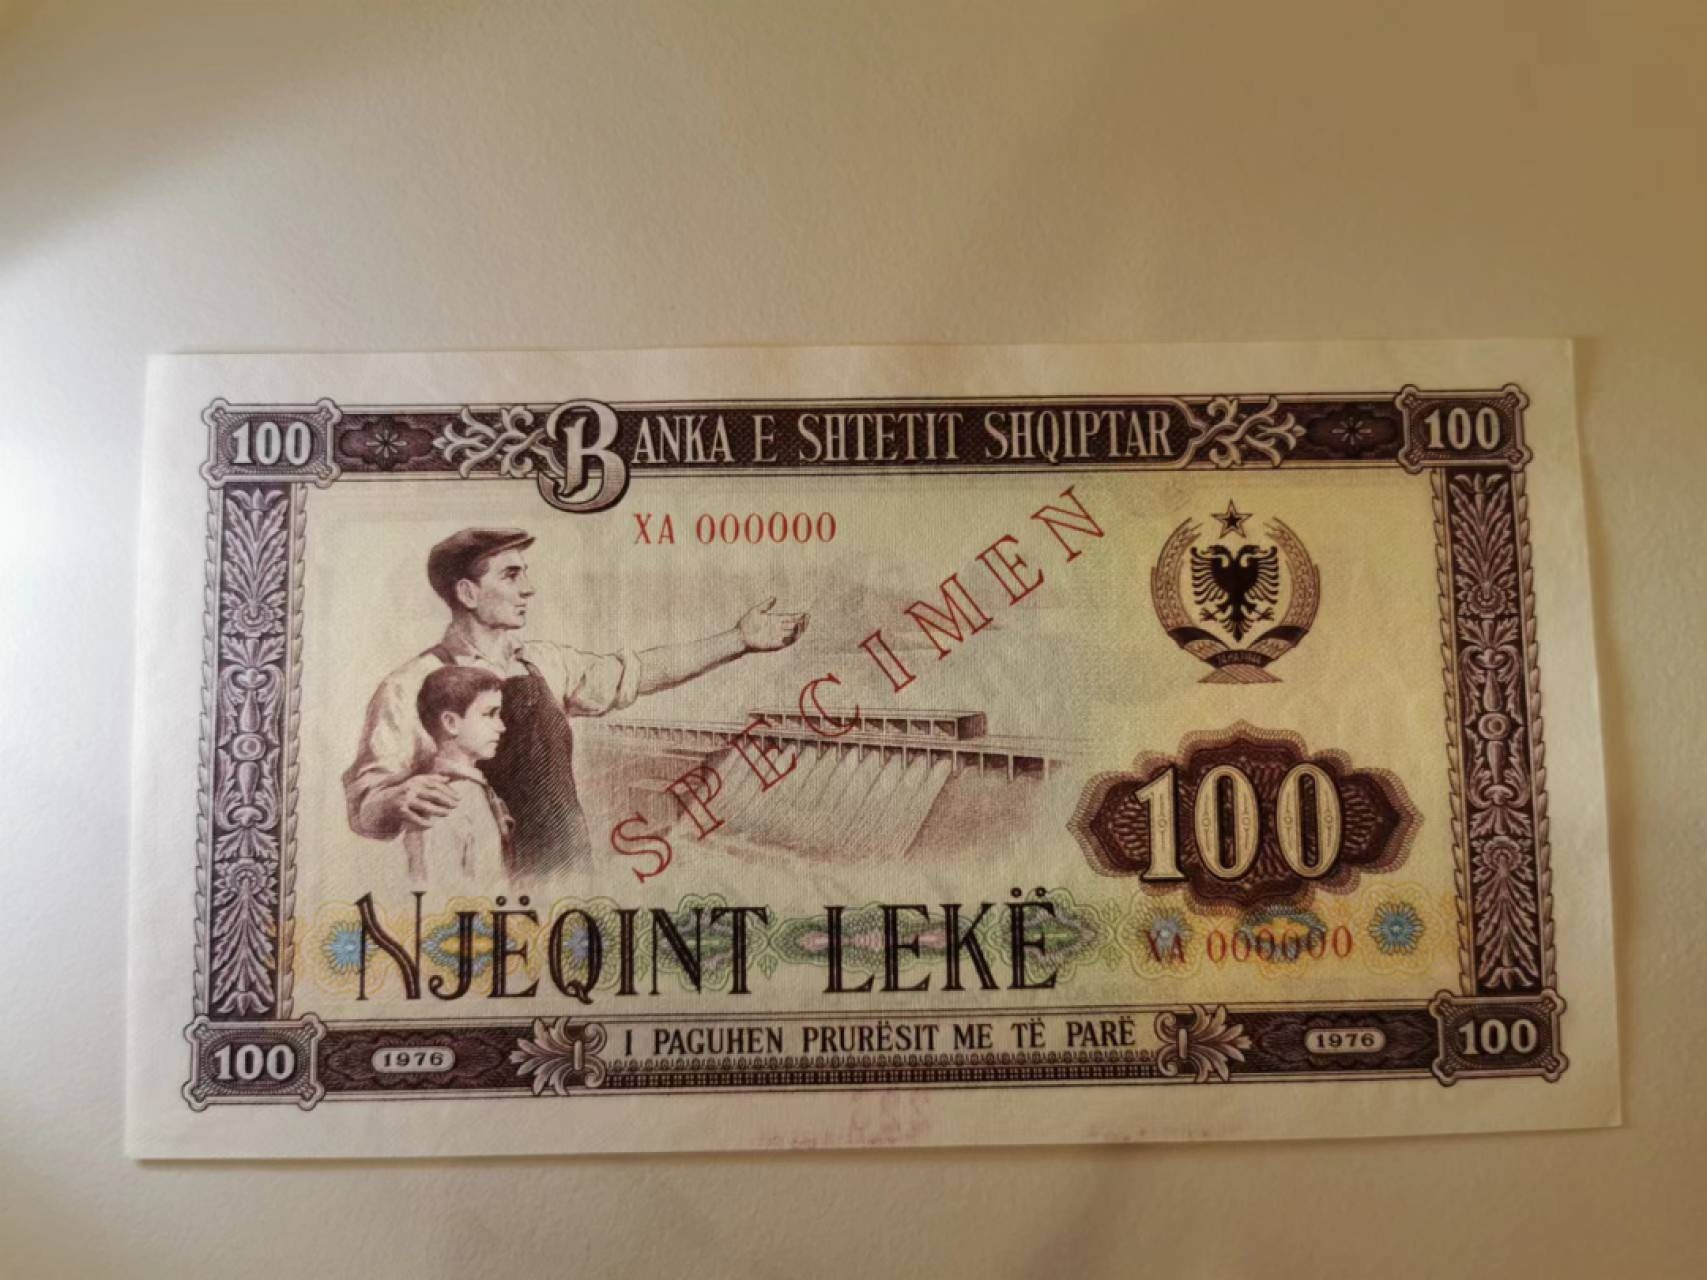 100 BANKA E SHTETIT SHQIPTAR 100
XA 000000
SPECIMEN
100
NJËQINT LEKË
XA 000000
100 1976 I PAGUHEN PRURËSIT ME TË PARË 1976 100